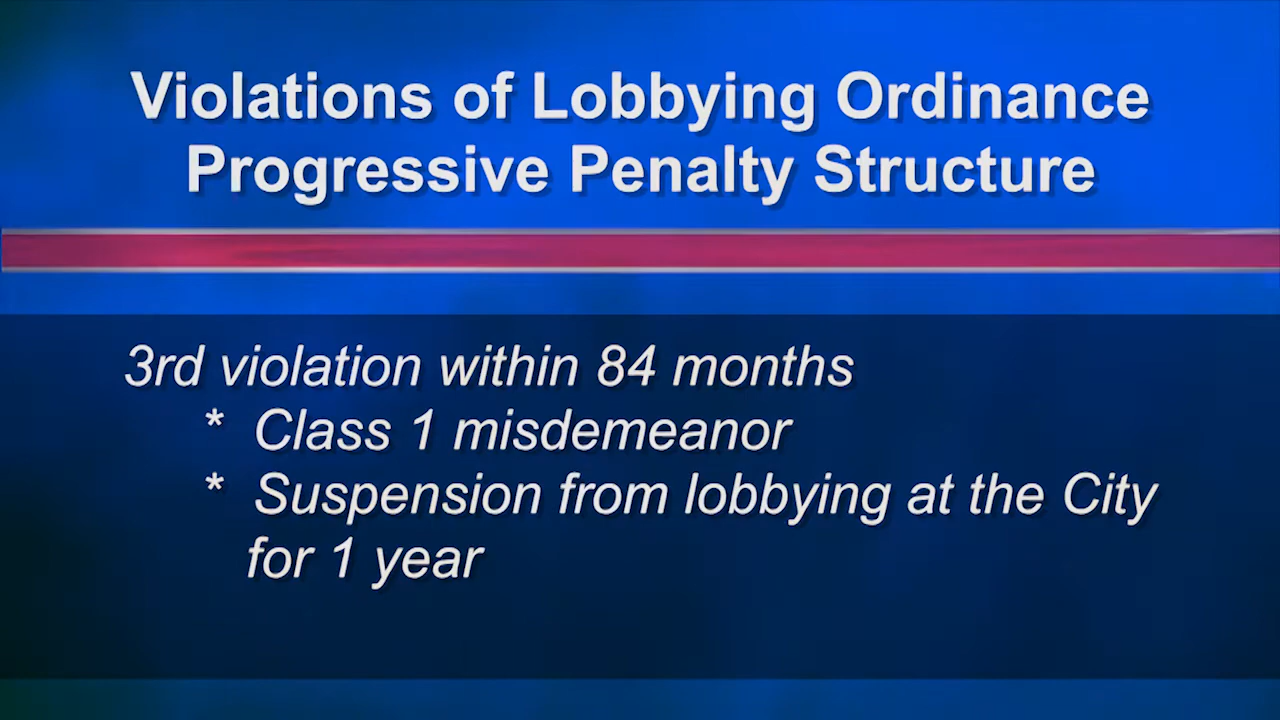 Violations of Lobbying Ordinance
Progressive Penalty Structure
3rd violation within 84 months
* Class 1 misdemeanor
* Suspension from lobbying at the City
for 1 year